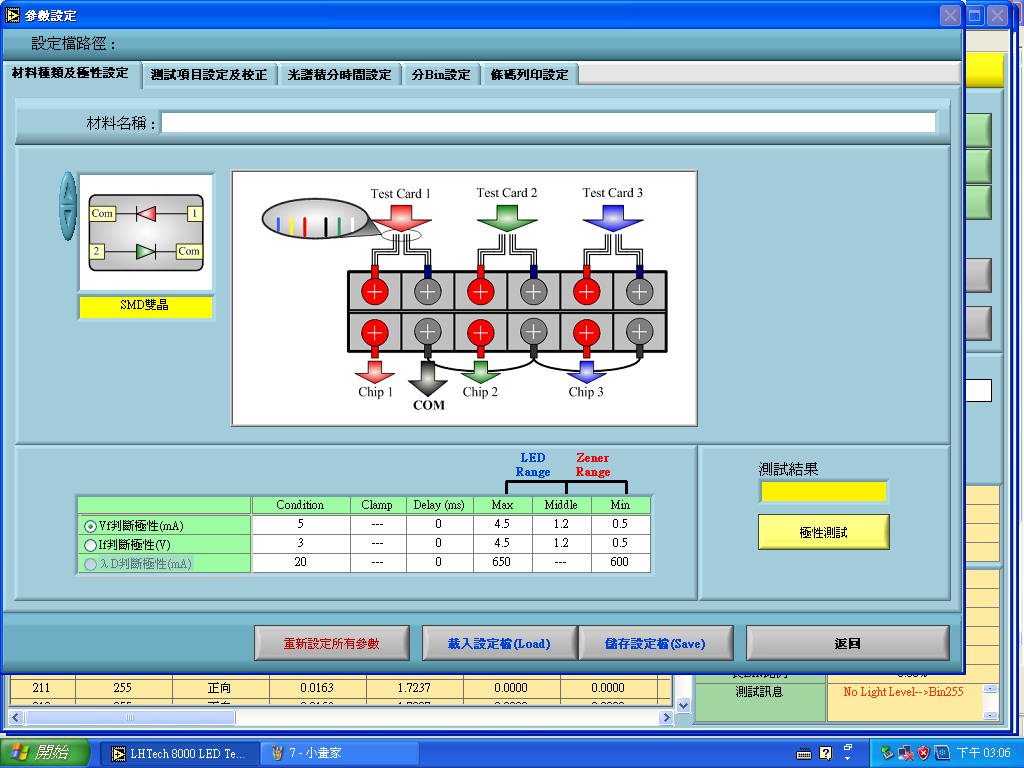 參數設定
設定檔路徑：
材料種類及極性設定 測試項目設定及校正 光譜積分時間設定 分Bin設定 條碼列印設定
材料名稱：
Test Card 1 Test Card 2 Test Card 3
Com 1
2 Com
SMD雙晶
Chip 1 COM Chip 2 Chip 3
LED Range Zener Range
測試結果
Condition Clamp Delay (ms) Max Middle Min
Vf判斷極性(mA) 5 --- 0 4.5 1.2 0.5
If判斷極性(V) 3 --- 0 4.5 1.2 0.5
λD判斷極性(mA) 20 --- 0 650 --- 600
極性測試
重新設定所有參數 載入設定檔(Load) 儲存設定檔(Save) 返回
211 255 正向 0.0163 1.7237 0.0000 0.0000
測試訊息 No Light Level-->Bin255
開始 LHTech 8000 LED Te... 7 - 小畫家 下午 03:06